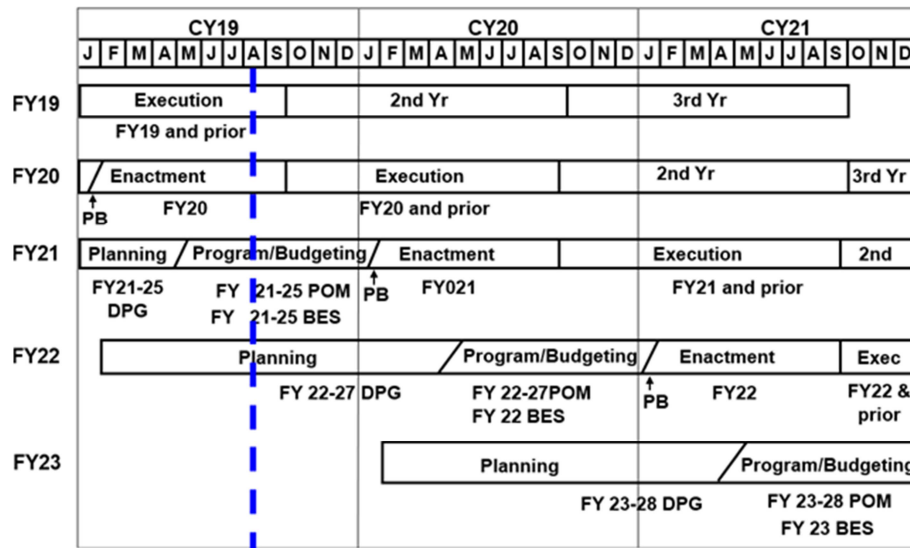 CY19 CY20 CY21
J F M A M J J A S O N D J F M A M J J A S O N D J F M A M J J A S O N D
FY19 Execution 2nd Yr 3rd Yr
FY19 and prior
FY20 Enactment Execution 2nd Yr 3rd Yr
PB FY20 FY20 and prior
FY21 Planning Program/Budgeting Enactment Execution 2nd
FY21-25 FY 21-25 POM PB FY021 FY21 and prior
DPG FY 21-25 BES
FY22 Planning Program/Budgeting Enactment Exec
FY 22-27 DPG FY 22-27POM PB FY22 FY22 &
FY 22 BES prior
FY23 Planning Program/Budgeting
FY 23-28 DPG FY 23-28 POM
FY 23 BES